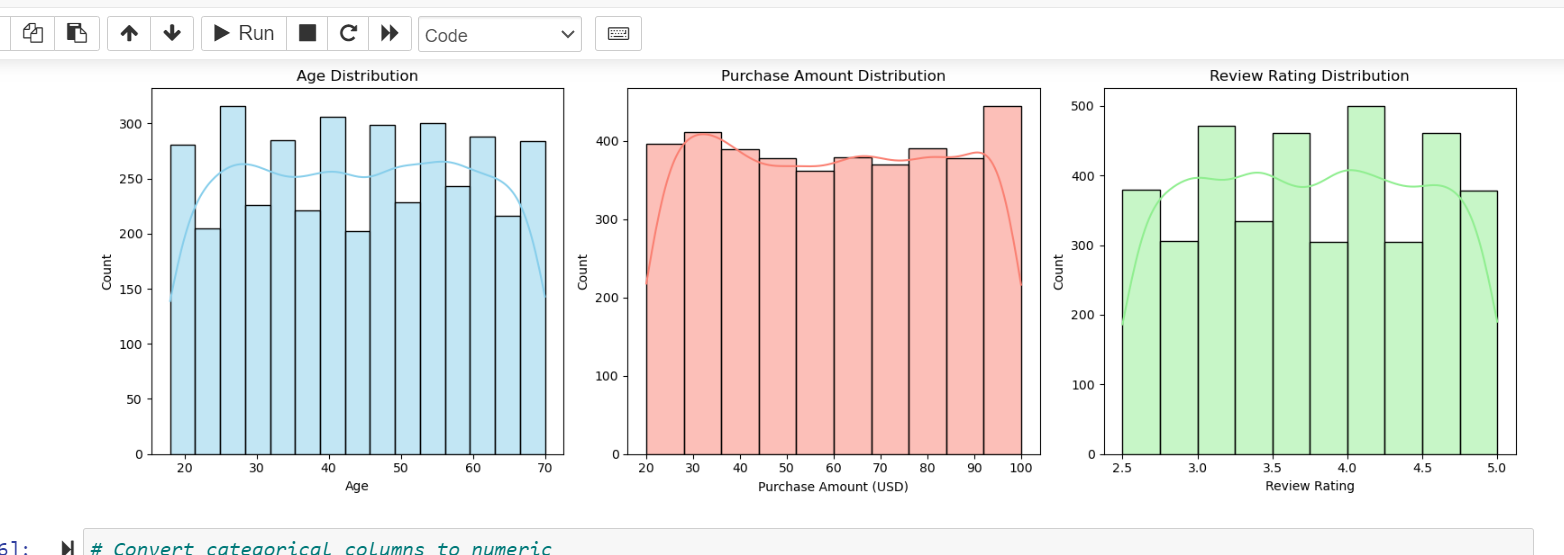 Run
Code
Age Distribution
Count
300
250
200
150
100
50
0
20 30 40 50 60 70
Age
Purchase Amount Distribution
Count
400
300
200
100
0
20 30 40 50 60 70 80 90 100
Purchase Amount (USD)
Review Rating Distribution
Count
500
400
300
200
100
0
2.5 3.0 3.5 4.0 4.5 5.0
Review Rating
6]:
# Convert categorical columns to numeric